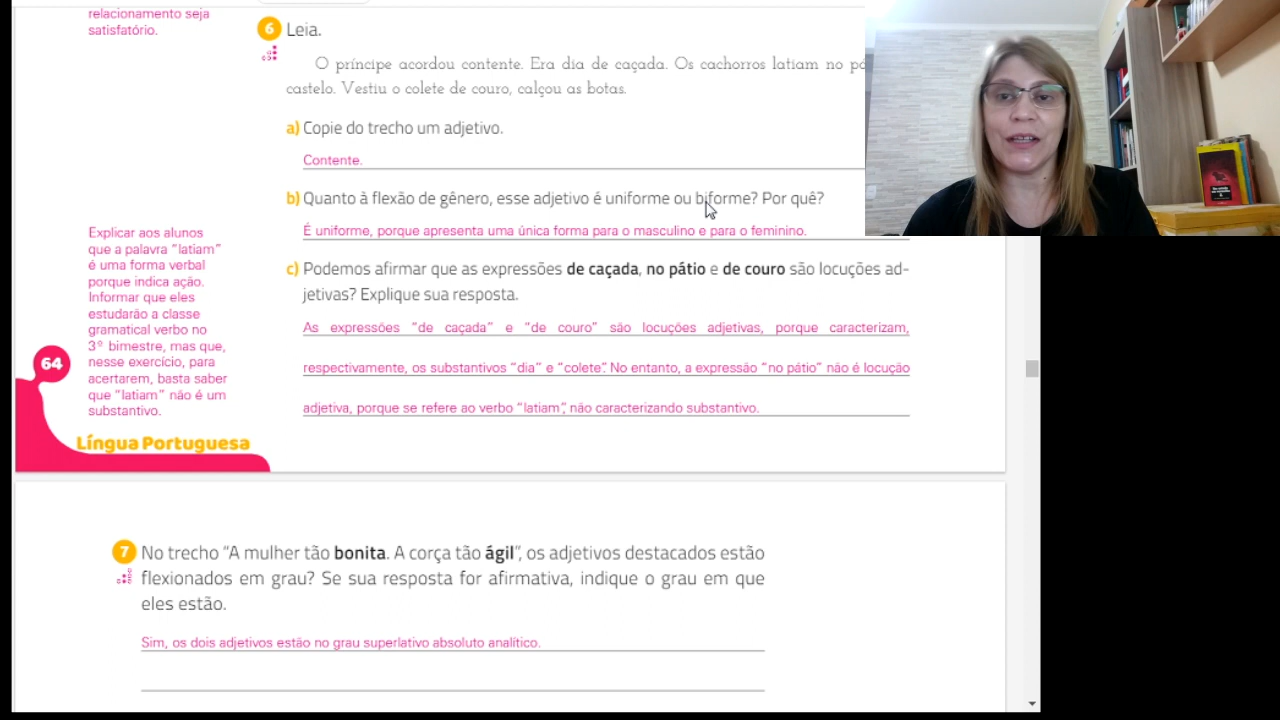 relacionamento seja
satisfatório.
6 Leia.
O príncipe acordou contente. Era dia de caçada. Os cachorros latiam no
castelo. Vestiu o colete de couro, calçou as botas.
a) Copie do trecho um adjetivo.
Contente.
b) Quanto à flexão de gênero, esse adjetivo é uniforme ou biforme? Por quê?
É uniforme, porque apresenta uma única forma para o masculino e para o feminino.
c) Podemos afirmar que as expressões de caçada, no pátio e de couro são locuções ad-
jetivas? Explique sua resposta.
As expressões “de caçada” e “de couro” são locuções adjetivas, porque caracterizam,
respectivamente, os substantivos “dia” e “colete”. No entanto, a expressão “no pátio” não é locução
adjetiva, porque se refere ao verbo “latiam”, não caracterizando substantivo.
Explicar aos alunos
que a palavra “latiam”
é uma forma verbal
porque indica ação.
Informar que eles
estudarão a classe
gramatical verbo no
3º bimestre, mas que,
nesse exercício, para
acertarem, basta saber
que “latiam” não é um
substantivo.
64
Língua Portuguesa
7 No trecho “A mulher tão bonita. A corça tão ágil”, os adjetivos destacados estão
flexionados em grau? Se sua resposta for afirmativa, indique o grau em que
eles estão.
Sim, os dois adjetivos estão no grau superlativo absoluto analítico.